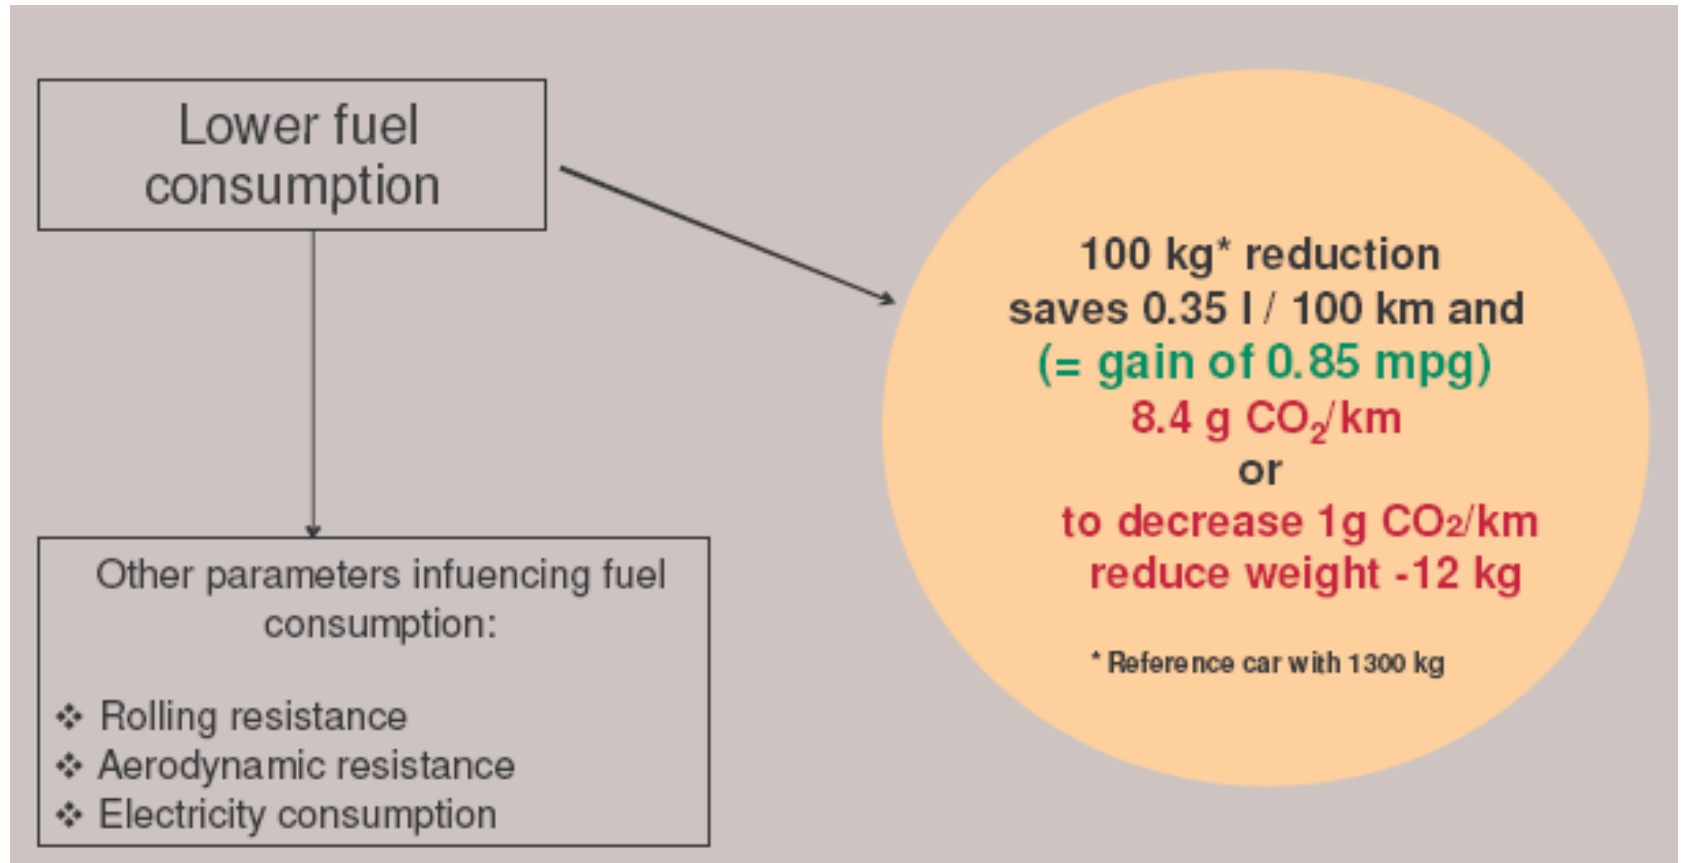 Lower fuel
consumption
100 kg* reduction
saves 0.35 l / 100 km and
(= gain of 0.85 mpg)
8.4 g CO₂/km
or
to decrease 1g CO2/km
reduce weight -12 kg
* Reference car with 1300 kg
Other parameters infuencing fuel
consumption:
❖ Rolling resistance
❖ Aerodynamic resistance
❖ Electricity consumption